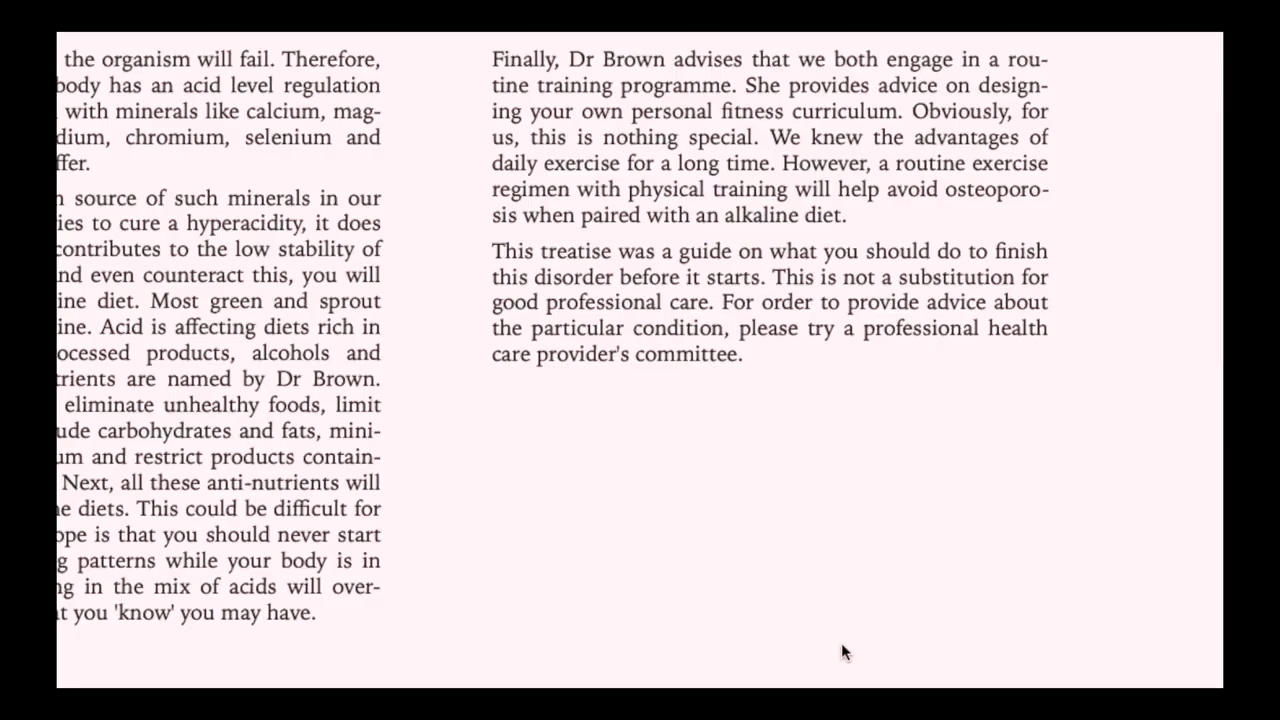 the organism will fail. Therefore,
body has an acid level regulation
with minerals like calcium, mag-
dium, chromium, selenium and
ffer.
source of such minerals in our
ies to cure a hyperacidity, it does
contributes to the low stability of
nd even counteract this, you will
ine diet. Most green and sprout
ine. Acid is affecting diets rich in
ocessed products, alcohols and
trients are named by Dr Brown.
eliminate unhealthy foods, limit
ude carbohydrates and fats, mini-
um and restrict products contain-
Next, all these anti-nutrients will
e diets. This could be difficult for
ope is that you should never start
g patterns while your body is in
ng in the mix of acids will over-
at you 'know' you may have.
Finally, Dr Brown advises that we both engage in a rou-
tine training programme. She provides advice on design-
ing your own personal fitness curriculum. Obviously, for
us, this is nothing special. We knew the advantages of
daily exercise for a long time. However, a routine exercise
regimen with physical training will help avoid osteoporo-
sis when paired with an alkaline diet.
This treatise was a guide on what you should do to finish
this disorder before it starts. This is not a substitution for
good professional care. For order to provide advice about
the particular condition, please try a professional health
care provider's committee.